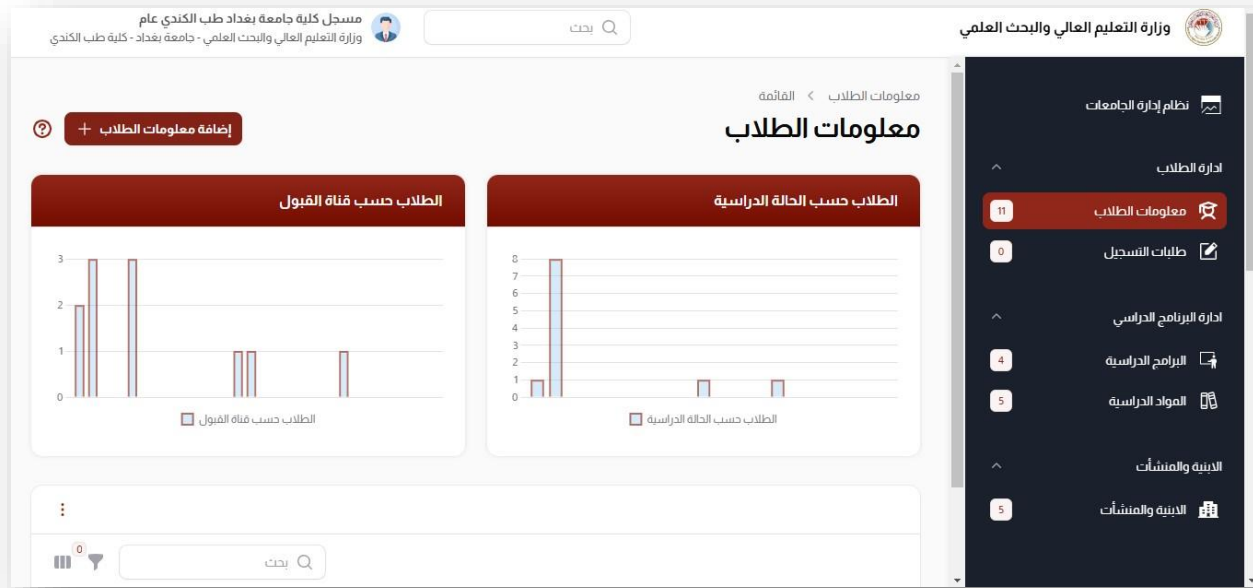 وزارة التعليم العالي والبحث العلمي
بحث
مسجل كلية جامعة بغداد طب الكندي عام
وزارة التعليم العالي والبحث العلمي - جامعة بغداد - كلية طب الكندي
نظام إدارة الجامعات
ادارة الطلاب
معلومات الطلاب 11
طلبات التسجيل 0
ادارة البرنامج الدراسي
البرامج الدراسية 4
المواد الدراسية 5
الابنية والمنشأت
الابنية والمنشأت 5
معلومات الطلاب > القائمة
معلومات الطلاب
إضافة معلومات الطلاب +
?
الطلاب حسب الحالة الدراسية
8
7
6
5
4
3
2
1
0
الطلاب حسب الحالة الدراسية
الطلاب حسب قناة القبول
3
2
1
0
الطلاب حسب قناة القبول
بحث
0